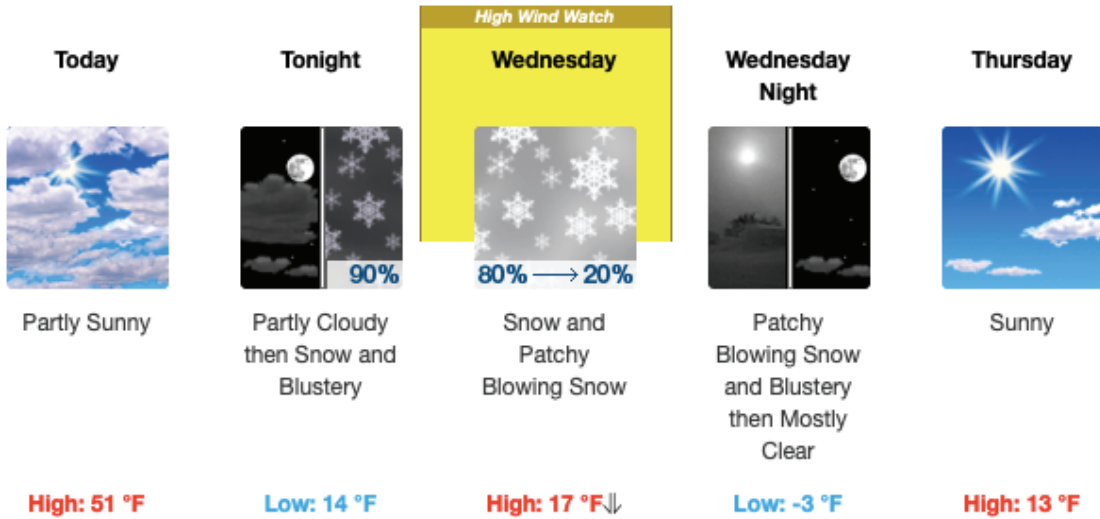 High Wind Watch
Today
Tonight
Wednesday
Wednesday
Night
Thursday
90%
80% → 20%
Partly Sunny
Partly Cloudy
then Snow and
Blustery
Snow and
Patchy
Blowing Snow
Patchy
Blowing Snow
and Blustery
then Mostly
Clear
Sunny
High: 51 °F
Low: 14 °F
High: 17 °F⇓
Low: -3 °F
High: 13 °F